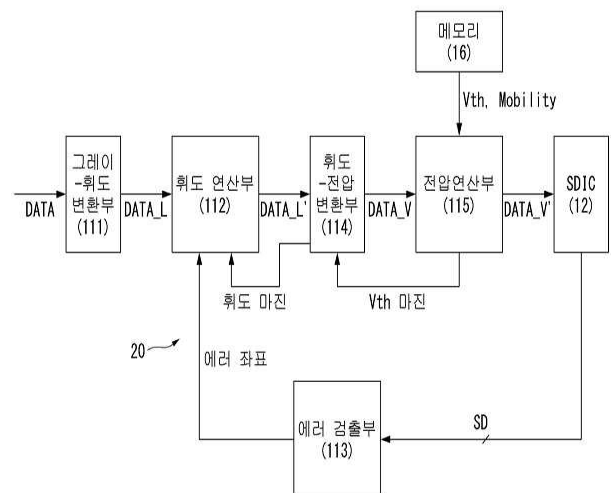 메모리
(16)
Vth, Mobility
그레이
-휘도
변환부
(111)
휘도 연산부
(112)
휘도
-전압
변환부
(114)
전압연산부
(115)
SDIC
(12)
DATA
DATA_L
DATA_L'
DATA_V
DATA_V'
휘도 마진
Vth 마진
20
에러 좌표
에러 검출부
(113)
SD